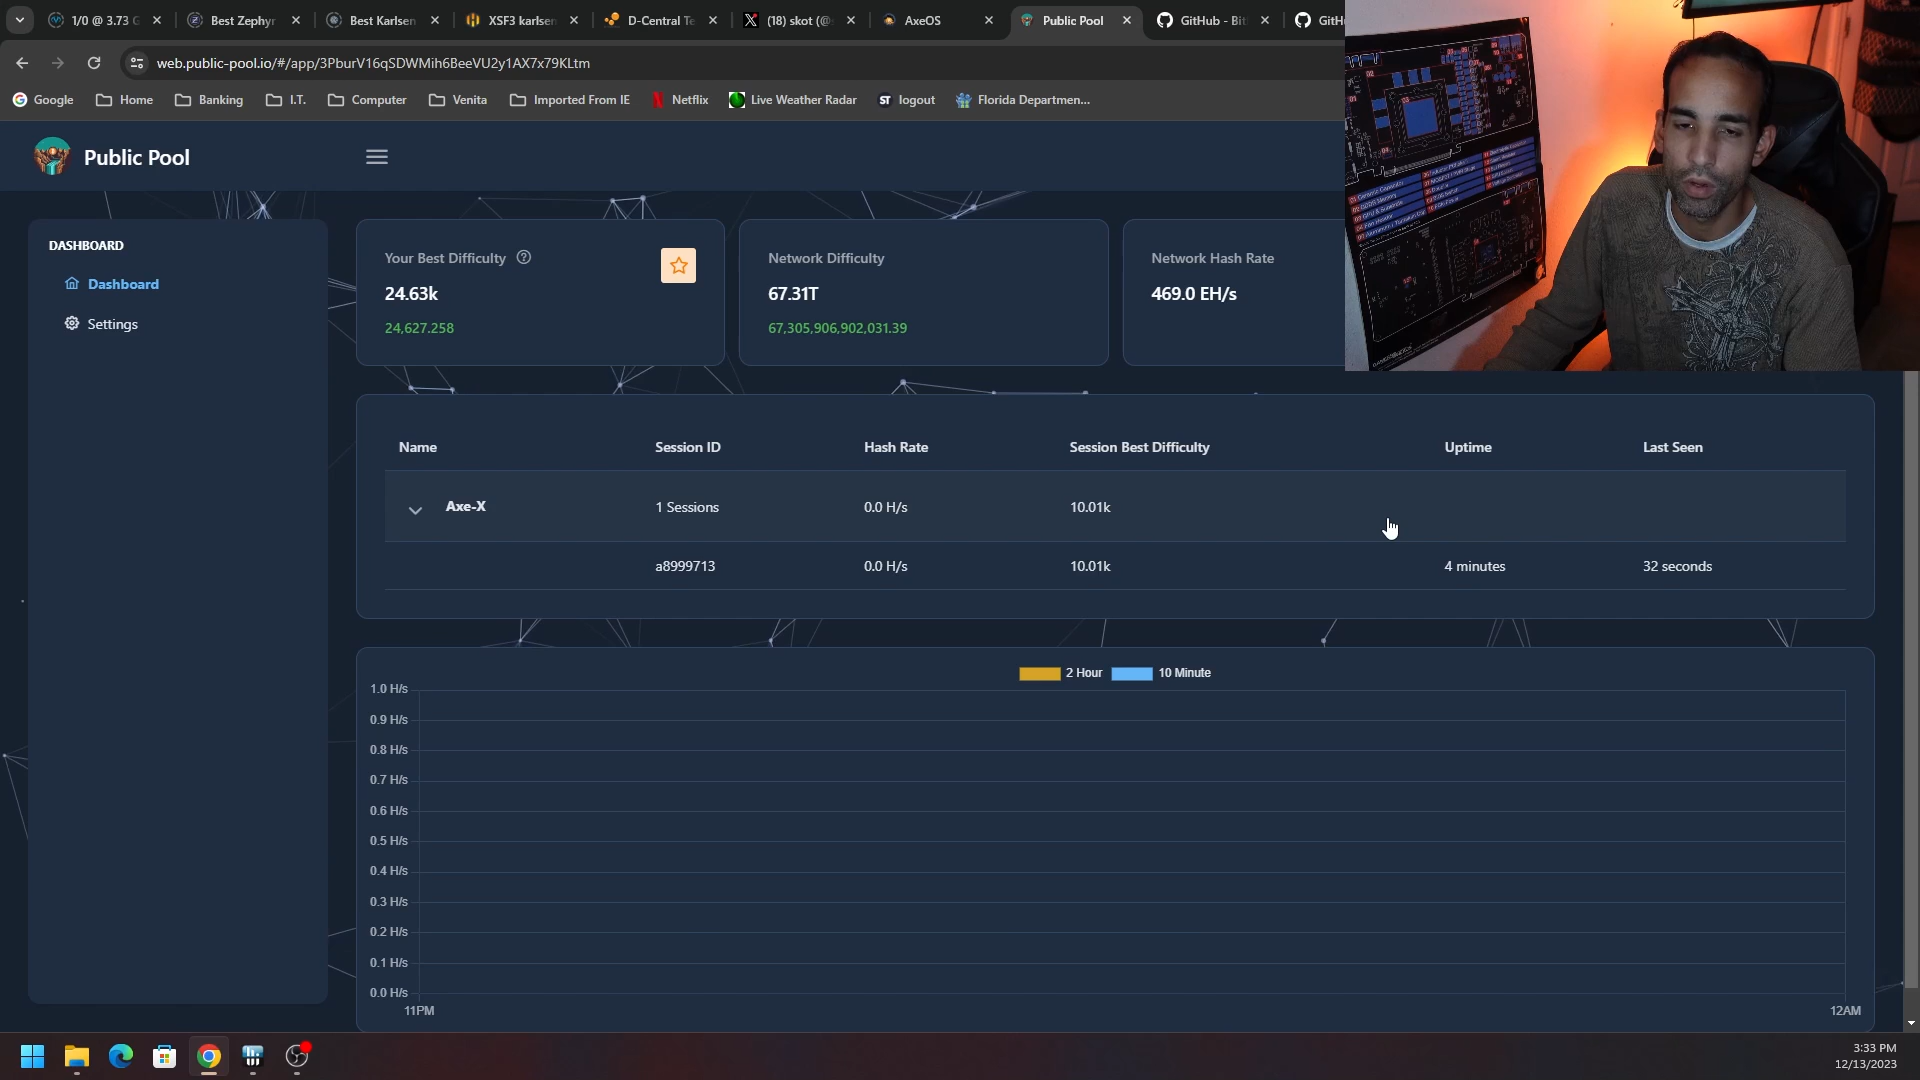 1/0 @ 3.73 G
Best Zephyr
Best Karlsen
XSF3 karlsen
D-Central Te
(18) skot (@
AxeOS
Public Pool
GitHub - Bit
GitH
web.public-pool.io/#/app/3PburV16qSDWMih6BeeVU2y1AX7x79KLtm
Google
Home
Banking
I.T.
Computer
Venita
Imported From IE
Netflix
Live Weather Radar
ST logout
Florida Departmen...
Public Pool
DASHBOARD
Dashboard
Settings
Your Best Difficulty
24.63k
24,627.258
Network Difficulty
67.31T
67,305,906,902,031.39
Network Hash Rate
469.0 EH/s
Name Session ID Hash Rate Session Best Difficulty Uptime Last Seen
Axe-X 1 Sessions 0.0 H/s 10.01k
a8999713 0.0 H/s 10.01k 4 minutes 32 seconds
2 Hour 10 Minute
1.0 H/s
0.9 H/s
0.8 H/s
0.7 H/s
0.6 H/s
0.5 H/s
0.4 H/s
0.3 H/s
0.2 H/s
0.1 H/s
0.0 H/s
11PM 12AM
3:33 PM
12/13/2023